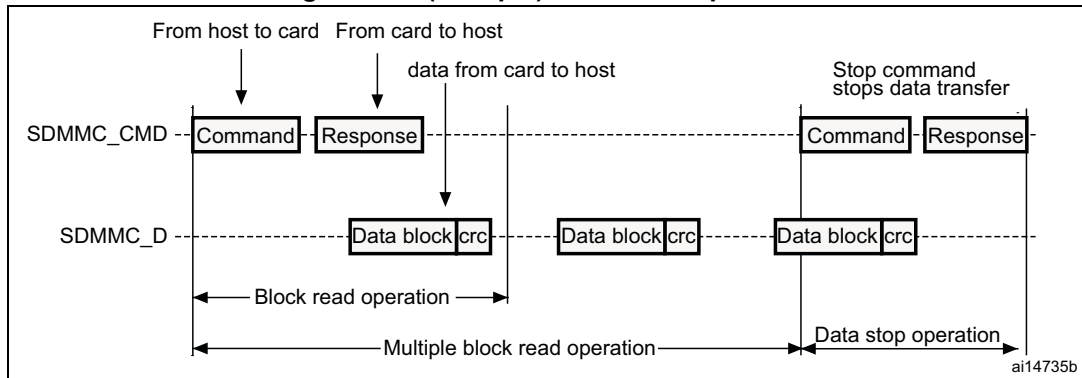 From host to card From card to host
data from card to host
Stop command
stops data transfer
SDMMC_CMD Command Response Command Response
SDMMC_D Data block crc Data block crc Data block crc
Block read operation
Data stop operation
Multiple block read operation
ai14735b